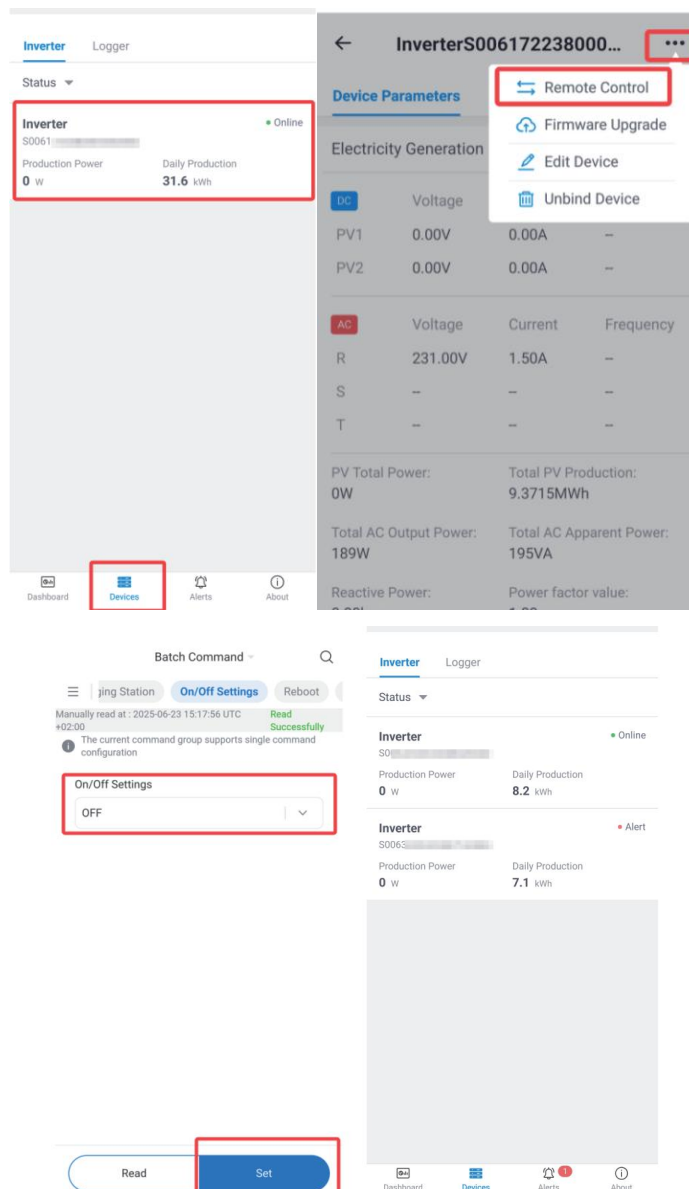 Inverter Logger
Status
Inverter Online
S0061
Production Power Daily Production
0 W 31.6 kWh
Dashboard Devices Alerts About
InverterS006172238000...
Device Parameters
Remote Control
Firmware Upgrade
Edit Device
Unbind Device
Electricity Generation
DC Voltage
PV1 0.00V 0.00A --
PV2 0.00V 0.00A --
AC Voltage Current Frequency
R 231.00V 1.50A --
S -- -- --
T -- -- --
PV Total Power: Total PV Production:
0W 9.3715MWh
Total AC Output Power: Total AC Apparent Power:
189W 195VA
Reactive Power: Power factor value:
Batch Command
ging Station On/Off Settings Reboot
Manually read at : 2025-06-23 15:17:56 UTC Read
+02:00 Successfully
The current command group supports single command
configuration
On/Off Settings
OFF
Read Set
Inverter Logger
Status
Inverter Online
S0
Production Power Daily Production
0 W 8.2 kWh
Inverter Alert
S0063
Production Power Daily Production
0 W 7.1 kWh
1
Dashboard Devices Alerts About